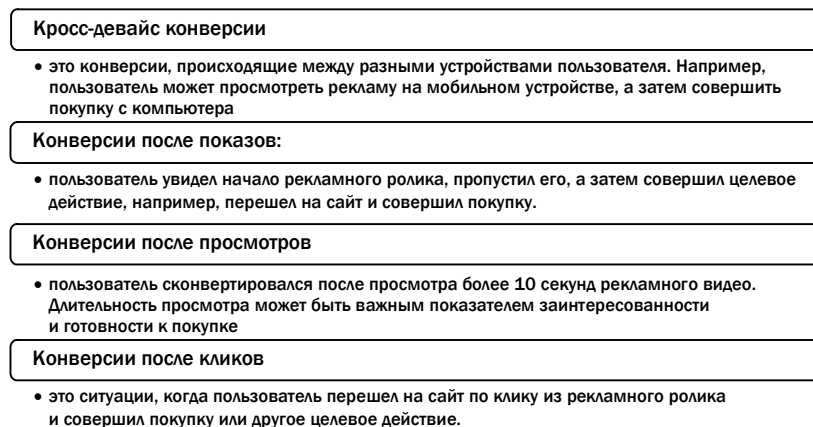 Кросс-девайс конверсии
• это конверсии, происходящие между разными устройствами пользователя. Например,
пользователь может просмотреть рекламу на мобильном устройстве, а затем совершить
покупку с компьютера
Конверсии после показов:
• пользователь увидел начало рекламного ролика, пропустил его, а затем совершил целевое
действие, например, перешел на сайт и совершил покупку.
Конверсии после просмотров
• пользователь сконвертировался после просмотра более 10 секунд рекламного видео.
Длительность просмотра может быть важным показателем заинтересованности
и готовности к покупке
Конверсии после кликов
• это ситуации, когда пользователь перешел на сайт по клику из рекламного ролика
и совершил покупку или другое целевое действие.